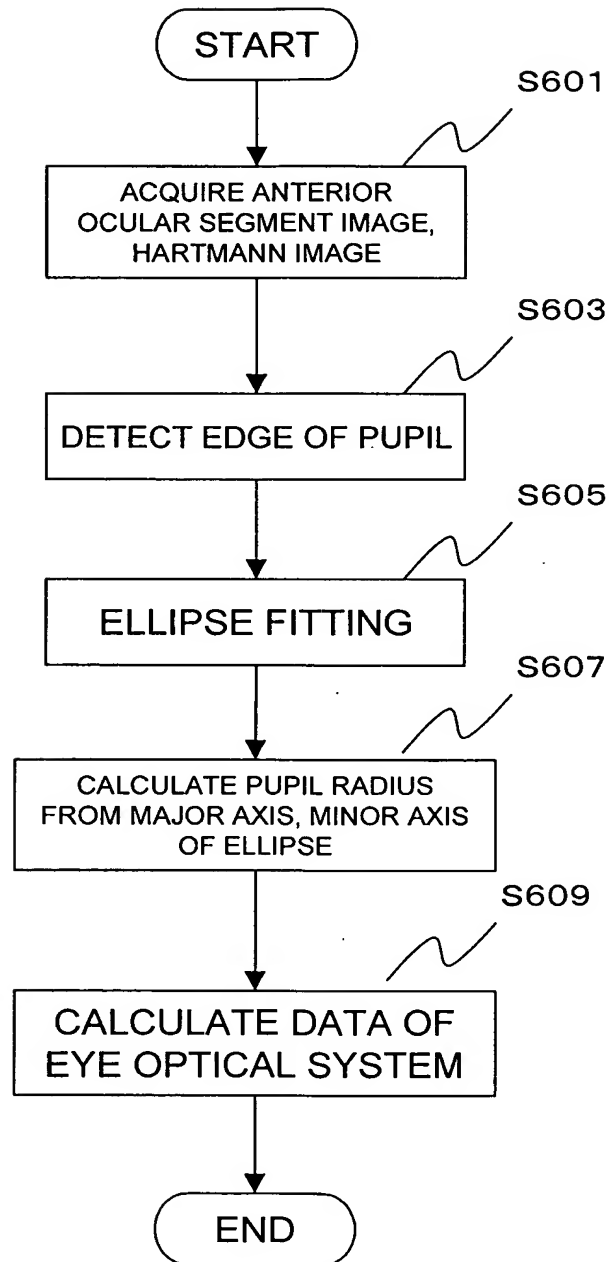 START
S601
ACQUIRE ANTERIOR
OCULAR SEGMENT IMAGE,
HARTMANN IMAGE
S603
DETECT EDGE OF PUPIL
S605
ELLIPSE FITTING
S607
CALCULATE PUPIL RADIUS
FROM MAJOR AXIS, MINOR AXIS
OF ELLIPSE
S609
CALCULATE DATA OF
EYE OPTICAL SYSTEM
END